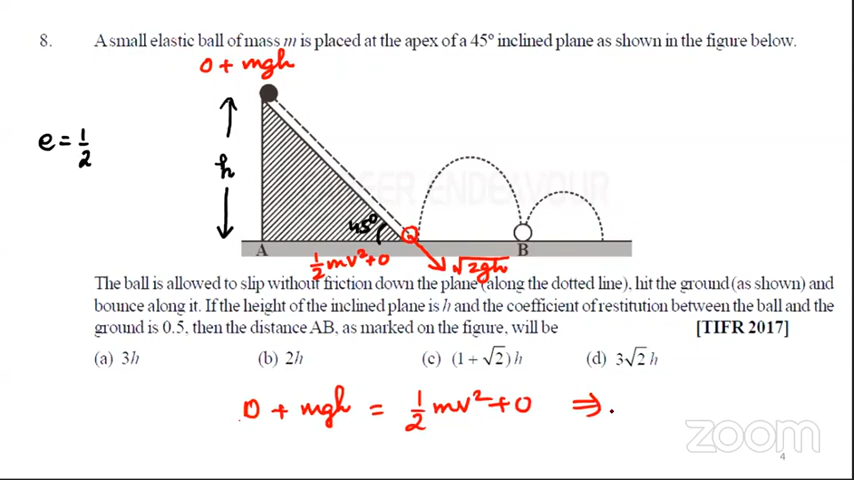 8. A small elastic ball of mass m is placed at the apex of a 45° inclined plane as shown in the figure below.
0 + mgh
e = 1/2
h
45°
A
B
1/2 mv² + 0
√2gh
CAREER ENDEAVOUR
The ball is allowed to slip without friction down the plane (along the dotted line), hit the ground (as shown) and
bounce along it. If the height of the inclined plane is h and the coefficient of restitution between the ball and the
ground is 0.5, then the distance AB, as marked on the figure, will be [TIFR 2017]
(a) 3h (b) 2h (c) (1 + √2) h (d) 3√2 h
0 + mgh = 1/2 mv² + 0 ⇒
zoom
4